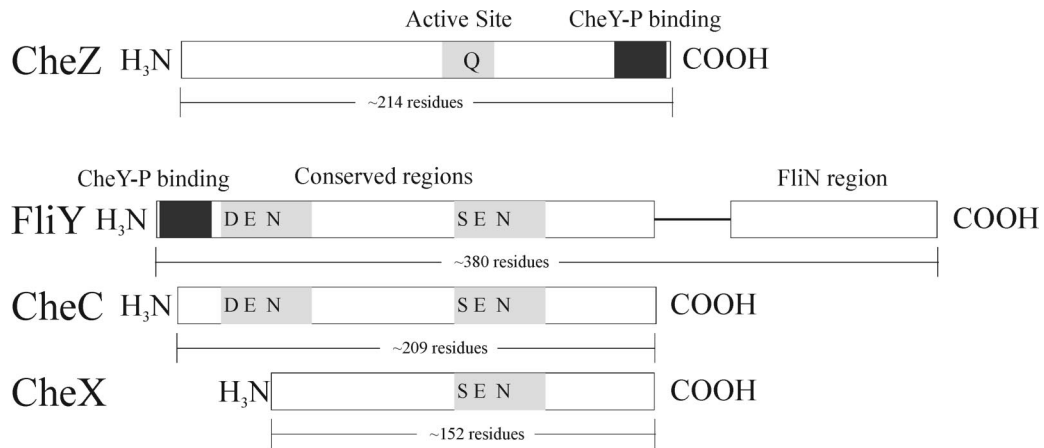 Active Site CheY-P binding
CheZ H₃N Q COOH
~214 residues
CheY-P binding Conserved regions FliN region
FliY H₃N D E N S E N COOH
~380 residues
CheC H₃N D E N S E N COOH
~209 residues
CheX H₃N S E N COOH
~152 residues